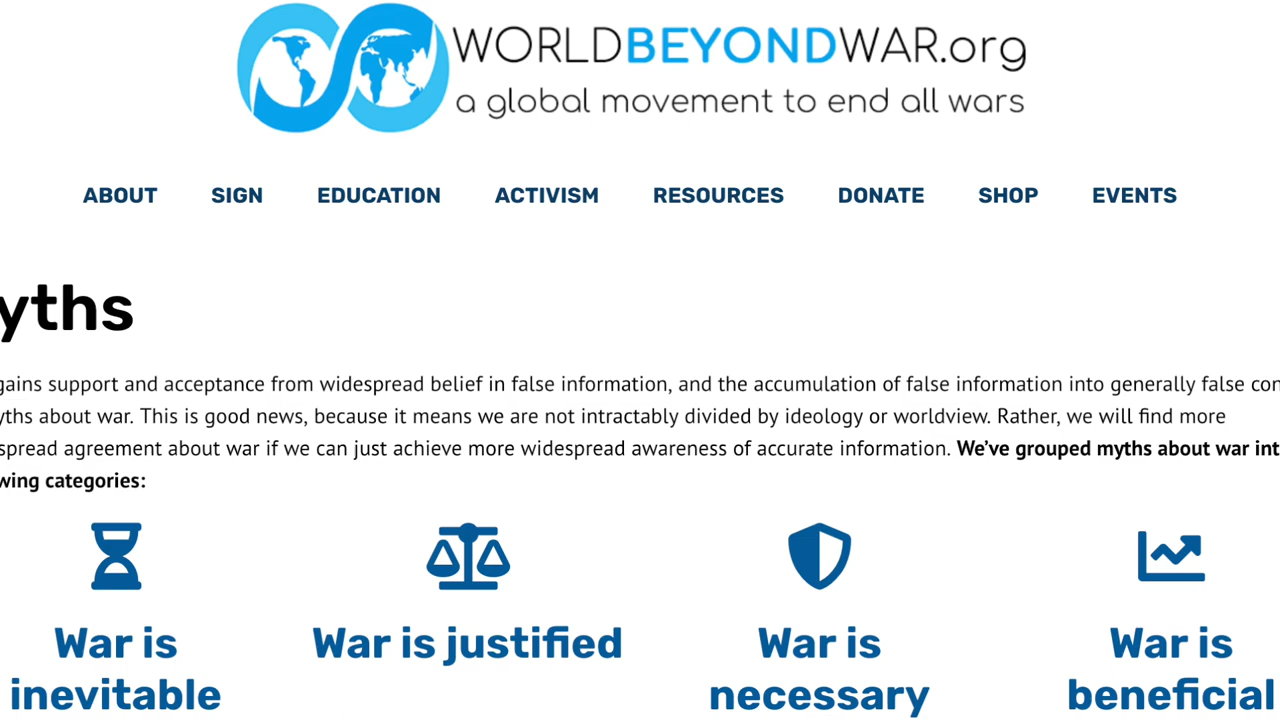 WORLDBEYONDWAR.org
a global movement to end all wars
ABOUT SIGN EDUCATION ACTIVISM RESOURCES DONATE SHOP EVENTS
yths
gains support and acceptance from widespread belief in false information, and the accumulation of false information into generally false con
yths about war. This is good news, because it means we are not intractably divided by ideology or worldview. Rather, we will find more
spread agreement about war if we can just achieve more widespread awareness of accurate information. We’ve grouped myths about war int
wing categories:
War is inevitable
War is justified
War is necessary
War is beneficial